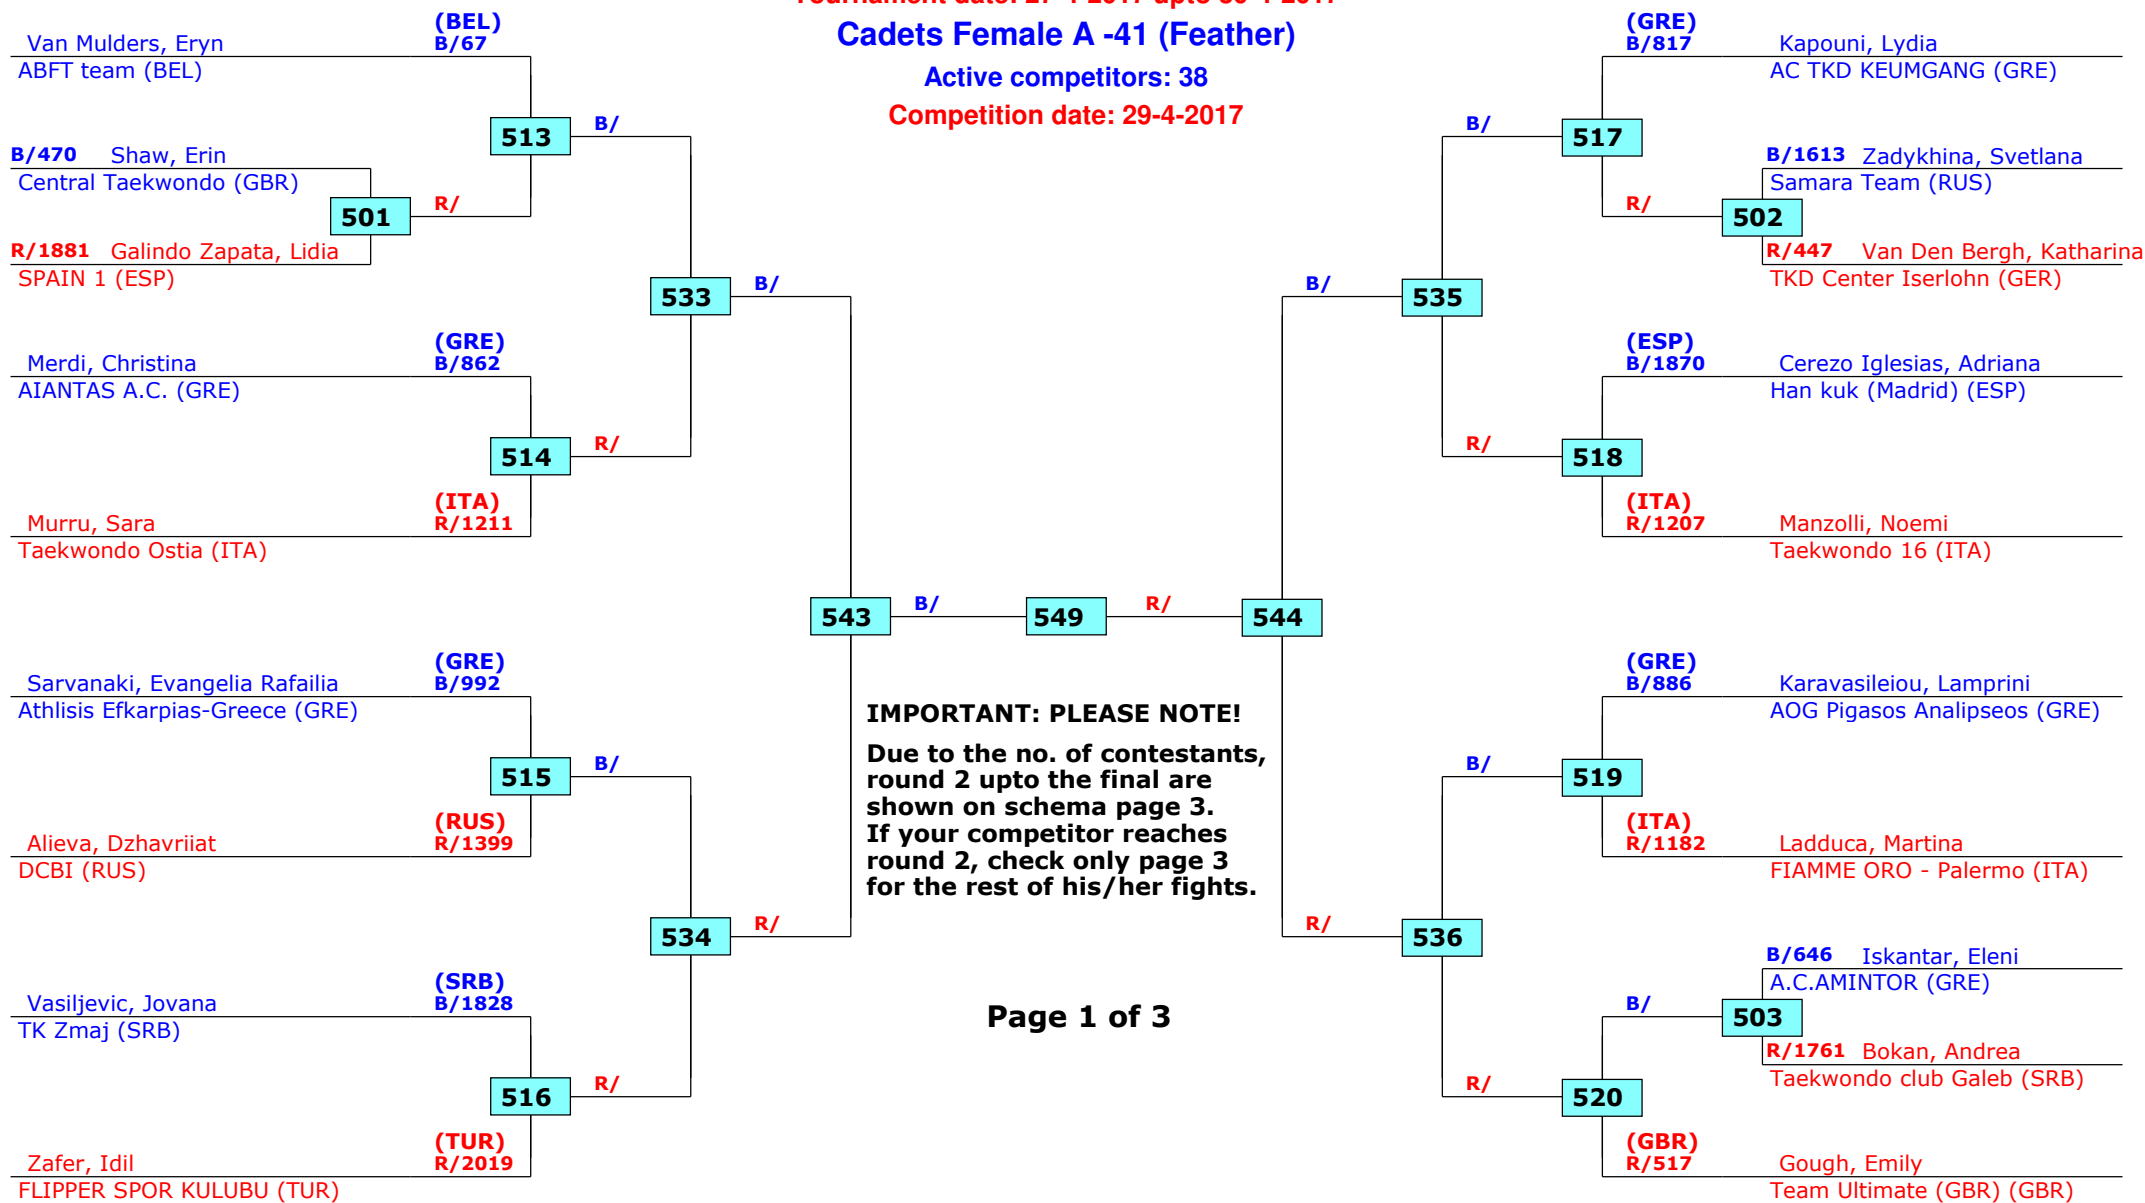 Tournament date: 27-4-2017 upto 30-4-2017
Cadets Female A -41 (Feather)
Active competitors: 38
Competition date: 29-4-2017
(BEL)
Van Mulders, Eryn B/67
ABFT team (BEL)
513 B/
B/470 Shaw, Erin
Central Taekwondo (GBR)
501 R/
R/1881 Galindo Zapata, Lidia
SPAIN 1 (ESP)
533 B/
(GRE)
Merdi, Christina B/862
AIANTAS A.C. (GRE)
514 R/
(ITA)
Murru, Sara R/1211
Taekwondo Ostia (ITA)
543 B/ 549 R/ 544
(GRE)
Sarvanaki, Evangelia Rafailia B/992
Athlisis Efkarpias-Greece (GRE)
515 B/
(RUS)
Alieva, Dzhavriiat R/1399
DCBI (RUS)
534 R/
(SRB)
Vasiljevic, Jovana B/1828
TK Zmaj (SRB)
516 R/
(TUR)
Zafer, Idil R/2019
FLIPPER SPOR KULUBU (TUR)
IMPORTANT: PLEASE NOTE!
Due to the no. of contestants,
round 2 upto the final are
shown on schema page 3.
If your competitor reaches
round 2, check only page 3
for the rest of his/her fights.
Page 1 of 3
(GRE)
B/817 Kapouni, Lydia
AC TKD KEUMGANG (GRE)
B/ 517
B/1613 Zadykhina, Svetlana
Samara Team (RUS)
R/ 502
R/447 Van Den Bergh, Katharina
TKD Center Iserlohn (GER)
B/ 535
(ESP)
B/1870 Cerezo Iglesias, Adriana
Han kuk (Madrid) (ESP)
R/ 518
(ITA)
R/1207 Manzolli, Noemi
Taekwondo 16 (ITA)
(GRE)
B/886 Karavasileiou, Lamprini
AOG Pigasos Analipseos (GRE)
B/ 519
(ITA)
R/1182 Ladduca, Martina
FIAMME ORO - Palermo (ITA)
R/ 536
B/646 Iskantar, Eleni
A.C.AMINTOR (GRE)
B/ 503
R/1761 Bokan, Andrea
Taekwondo club Galeb (SRB)
R/ 520
(GBR)
R/517 Gough, Emily
Team Ultimate (GBR) (GBR)